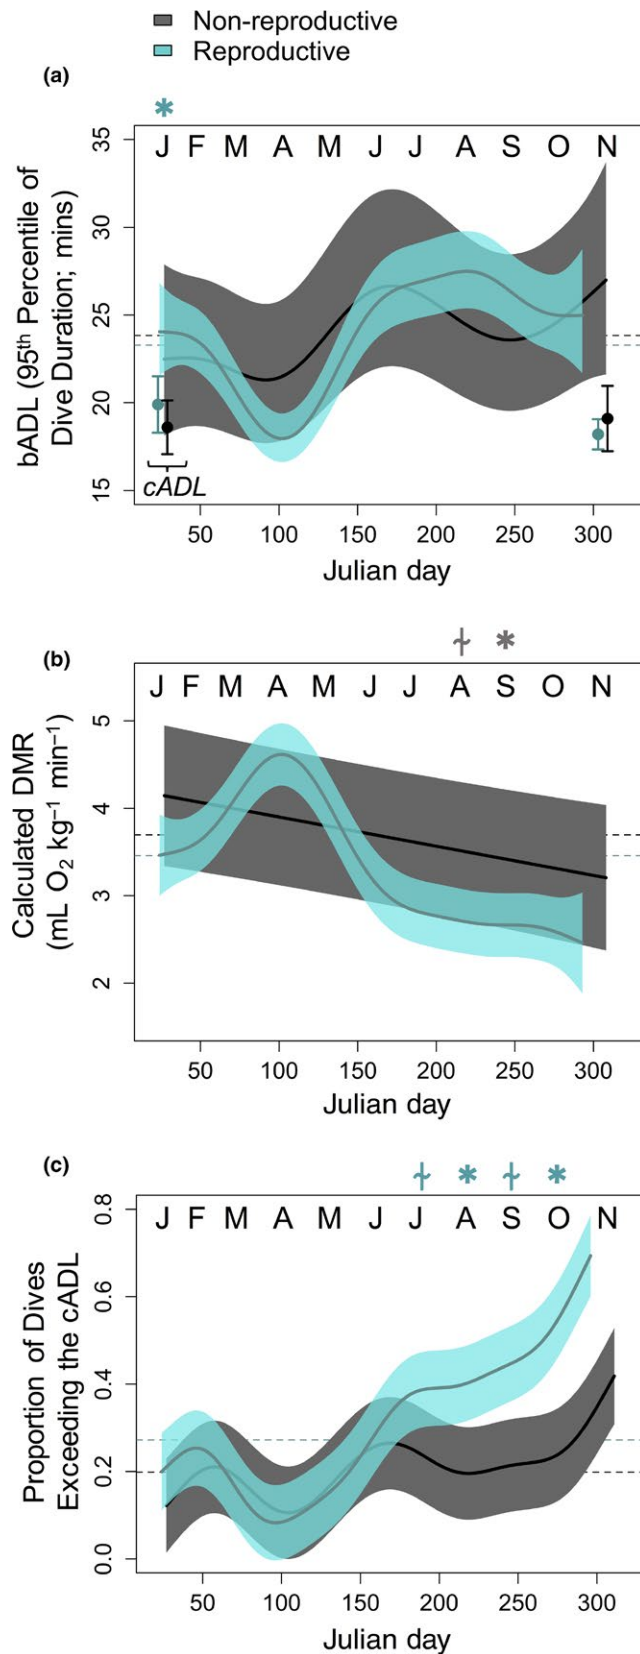 Non-reproductive
Reproductive
(a)
*
J F M A M J J A S O N
bADL (95th Percentile of
Dive Duration; mins)
35
30
25
20
15
cADL
50 100 150 200 250 300
Julian day
(b)
*
J F M A M J J A S O N
Calculated DMR
(mL O₂ kg⁻¹ min⁻¹)
5
4
3
2
50 100 150 200 250 300
Julian day
(c)
* *
J F M A M J J A S O N
Proportion of Dives
Exceeding the cADL
0.8
0.6
0.4
0.2
0.0
50 100 150 200 250 300
Julian day